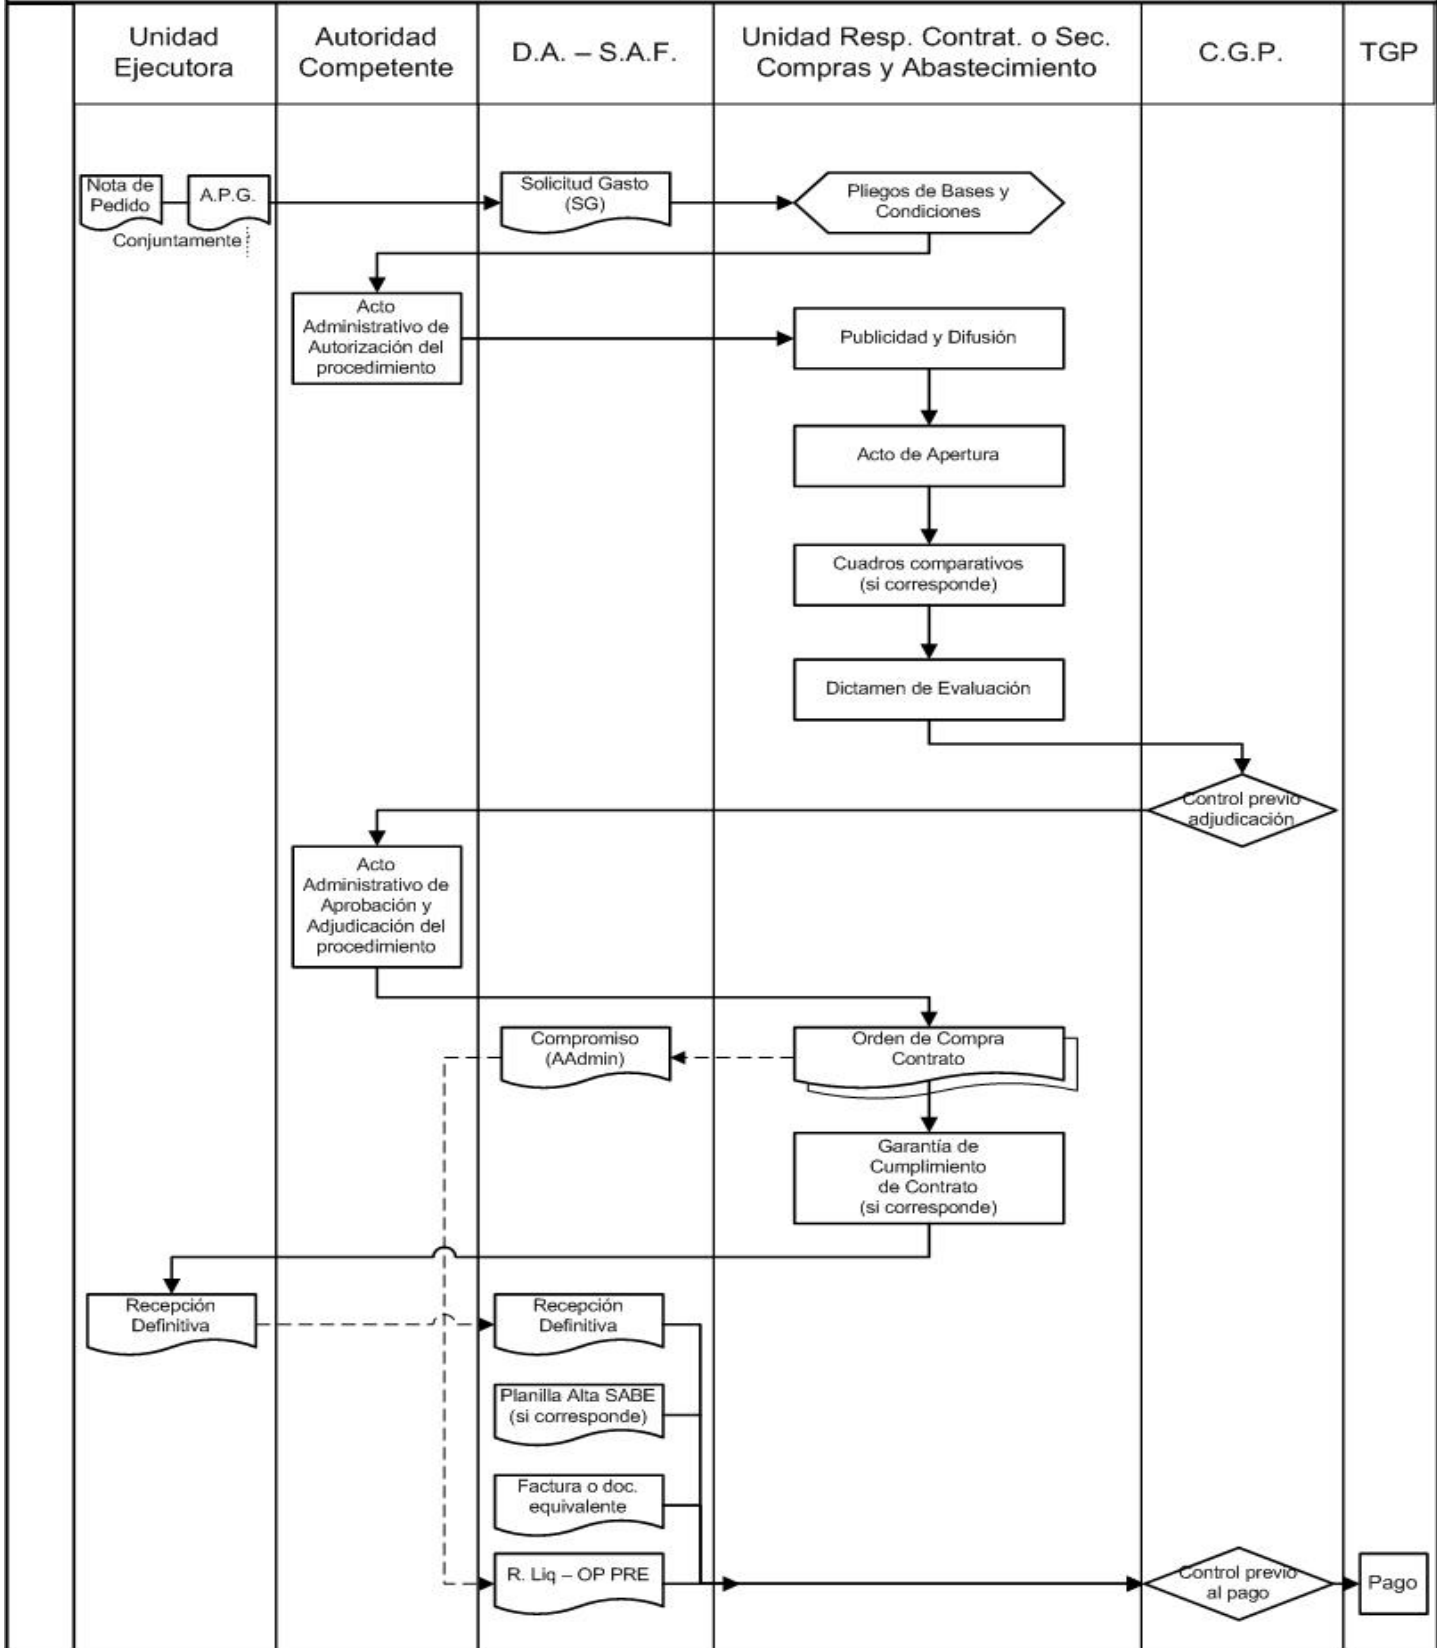 Unidad
Ejecutora
Autoridad
Competente
D.A. – S.A.F.
Unidad Resp. Contrat. o Sec.
Compras y Abastecimiento
C.G.P.
TGP
Nota de
Pedido
A.P.G.
Conjuntamente
Solicitud Gasto
(SG)
Pliegos de Bases y
Condiciones
Acto
Administrativo de
Autorización del
procedimiento
Publicidad y Difusión
Acto de Apertura
Cuadros comparativos
(si corresponde)
Dictamen de Evaluación
Control previo
adjudicación
Acto
Administrativo de
Aprobación y
Adjudicación del
procedimiento
Compromiso
(AAdmin)
Orden de Compra
Contrato
Garantía de
Cumplimiento
de Contrato
(si corresponde)
Recepción
Definitiva
Recepción
Definitiva
Planilla Alta SABE
(si corresponde)
Factura o doc.
equivalente
R. Liq – OP PRE
Control previo
al pago
Pago